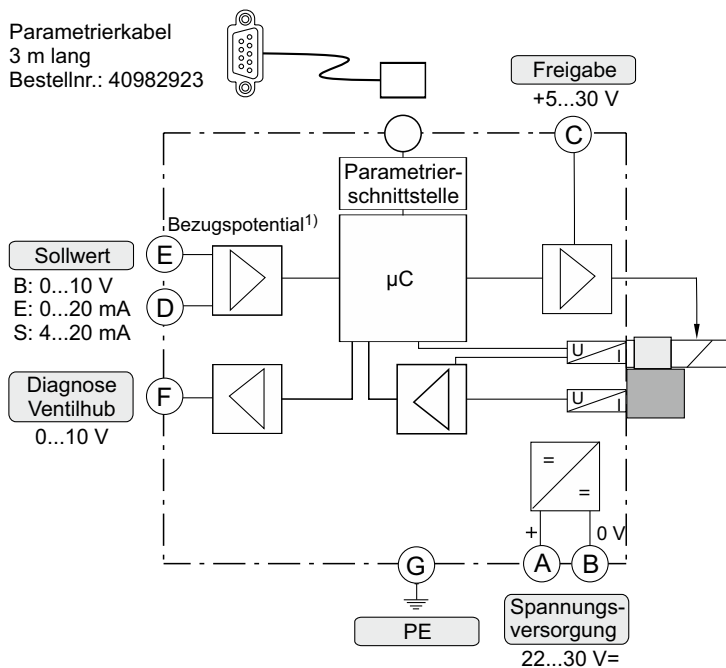 Parametrierkabel
3 m lang
Bestellnr.: 40982923
Freigabe
+5...30 V
C
Parametrier-
schnittstelle
Bezugspotential1)
Sollwert
E
B: 0...10 V
D
E: 0...20 mA
S: 4...20 mA
µC
U I
Diagnose
Ventilhub
F
0...10 V
U I
=
=
+ 0 V
G
A B
PE
Spannungs-
versorgung
22...30 V=